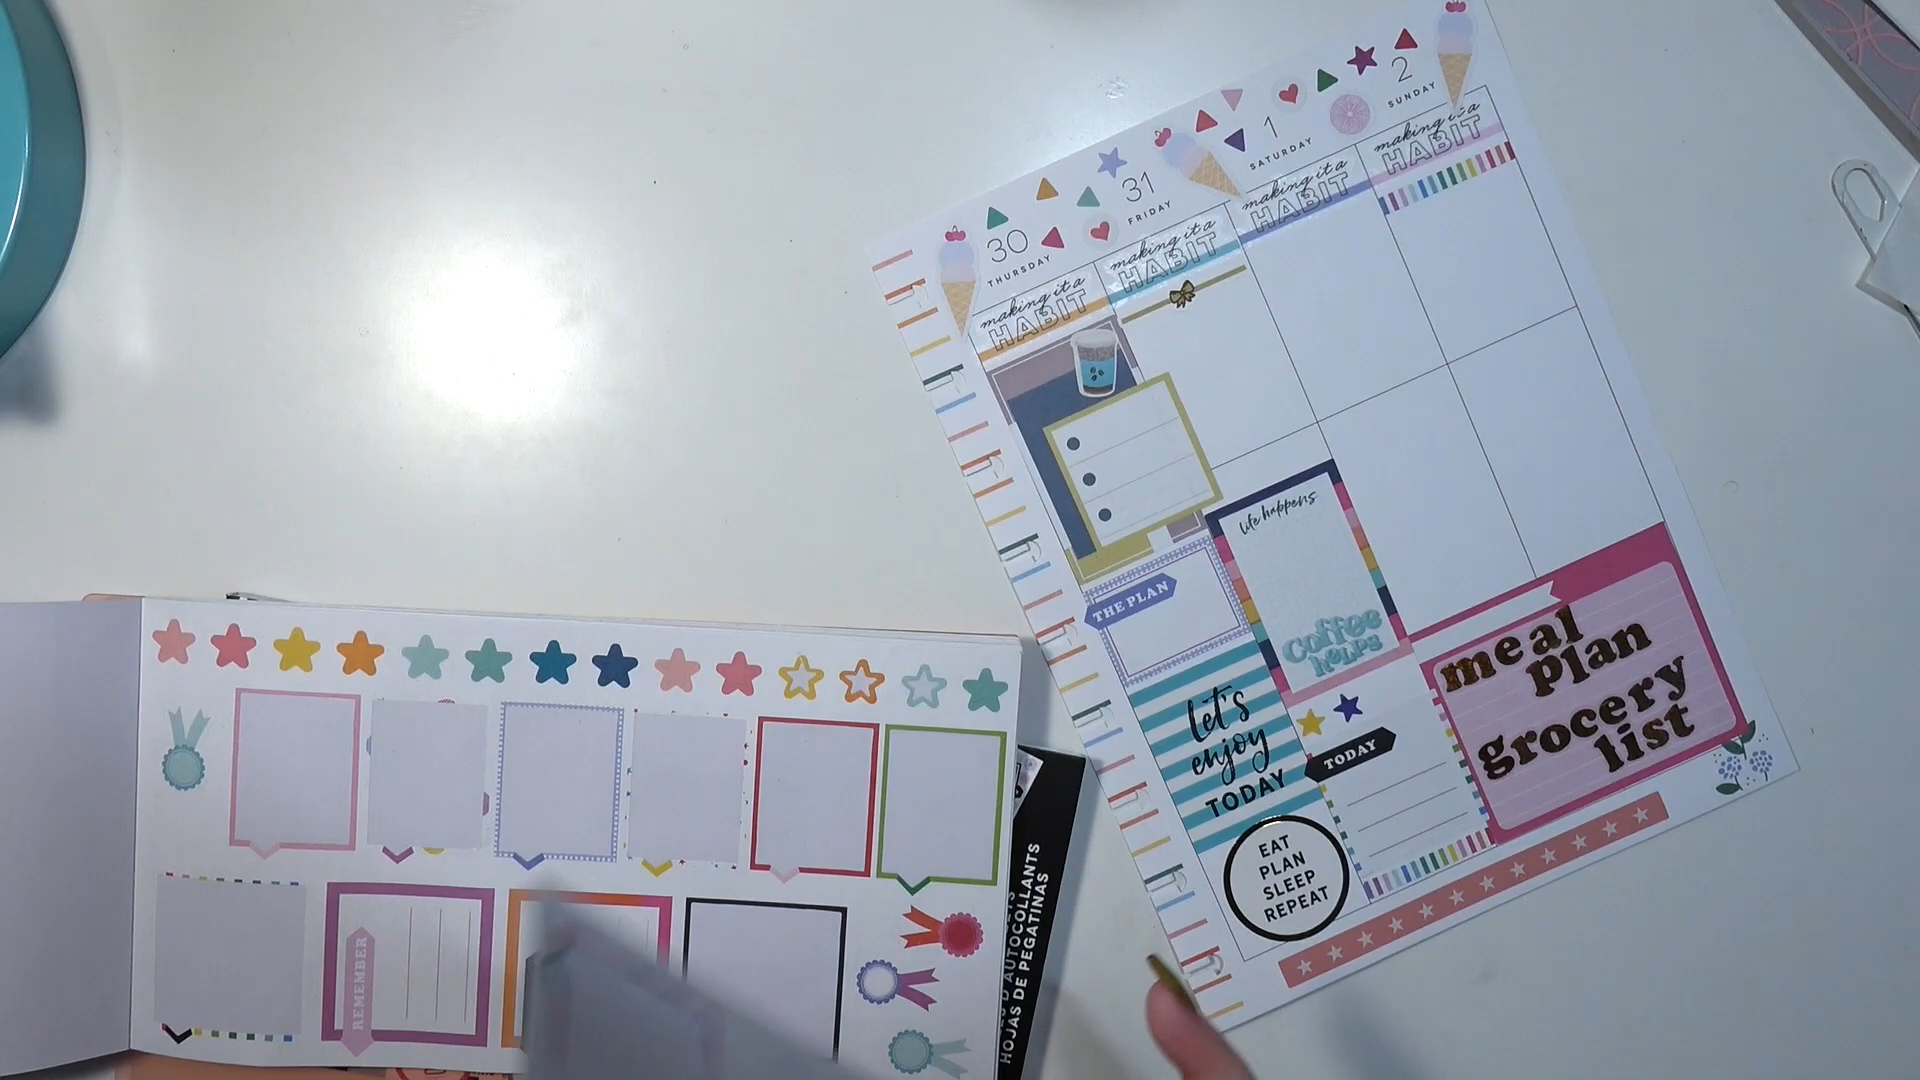 30
THURSDAY
31
FRIDAY
1
SATURDAY
2
SUNDAY
making it a
HABIT
making it a
HABIT
making it a
HABIT
making it a
HABIT
life happens
Coffee
helps
THE PLAN
let's
enjoy
TODAY
TODAY
EAT
PLAN
SLEEP
REPEAT
meal
plan
grocery
list
REMEMBER
HOJAS DE PEGATINAS